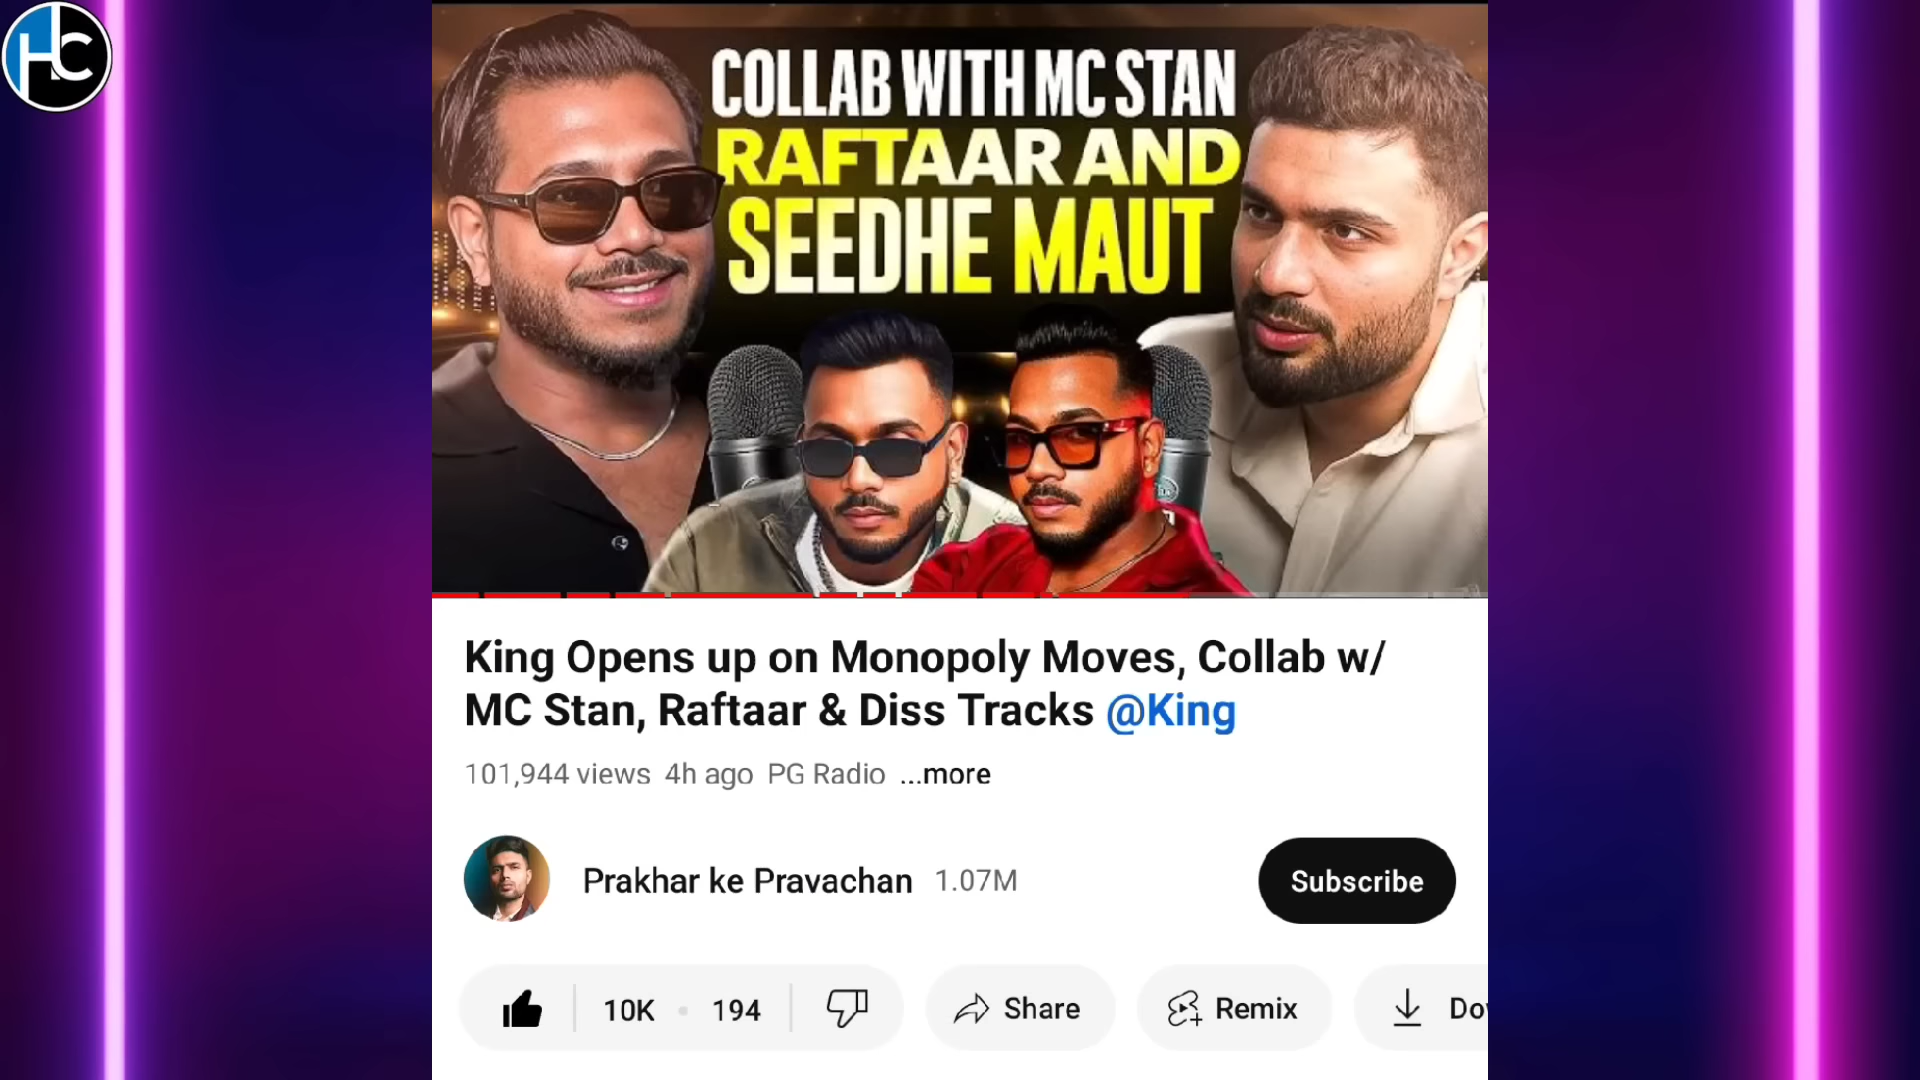 HC
COLLAB WITH MC STAN
RAFTAAR AND
SEEDHE MAUT
King Opens up on Monopoly Moves, Collab w/
MC Stan, Raftaar & Diss Tracks @King
101,944 views 4h ago PG Radio ...more
Prakhar ke Pravachan 1.07M
Subscribe
10K • 194
Share
Remix
Do